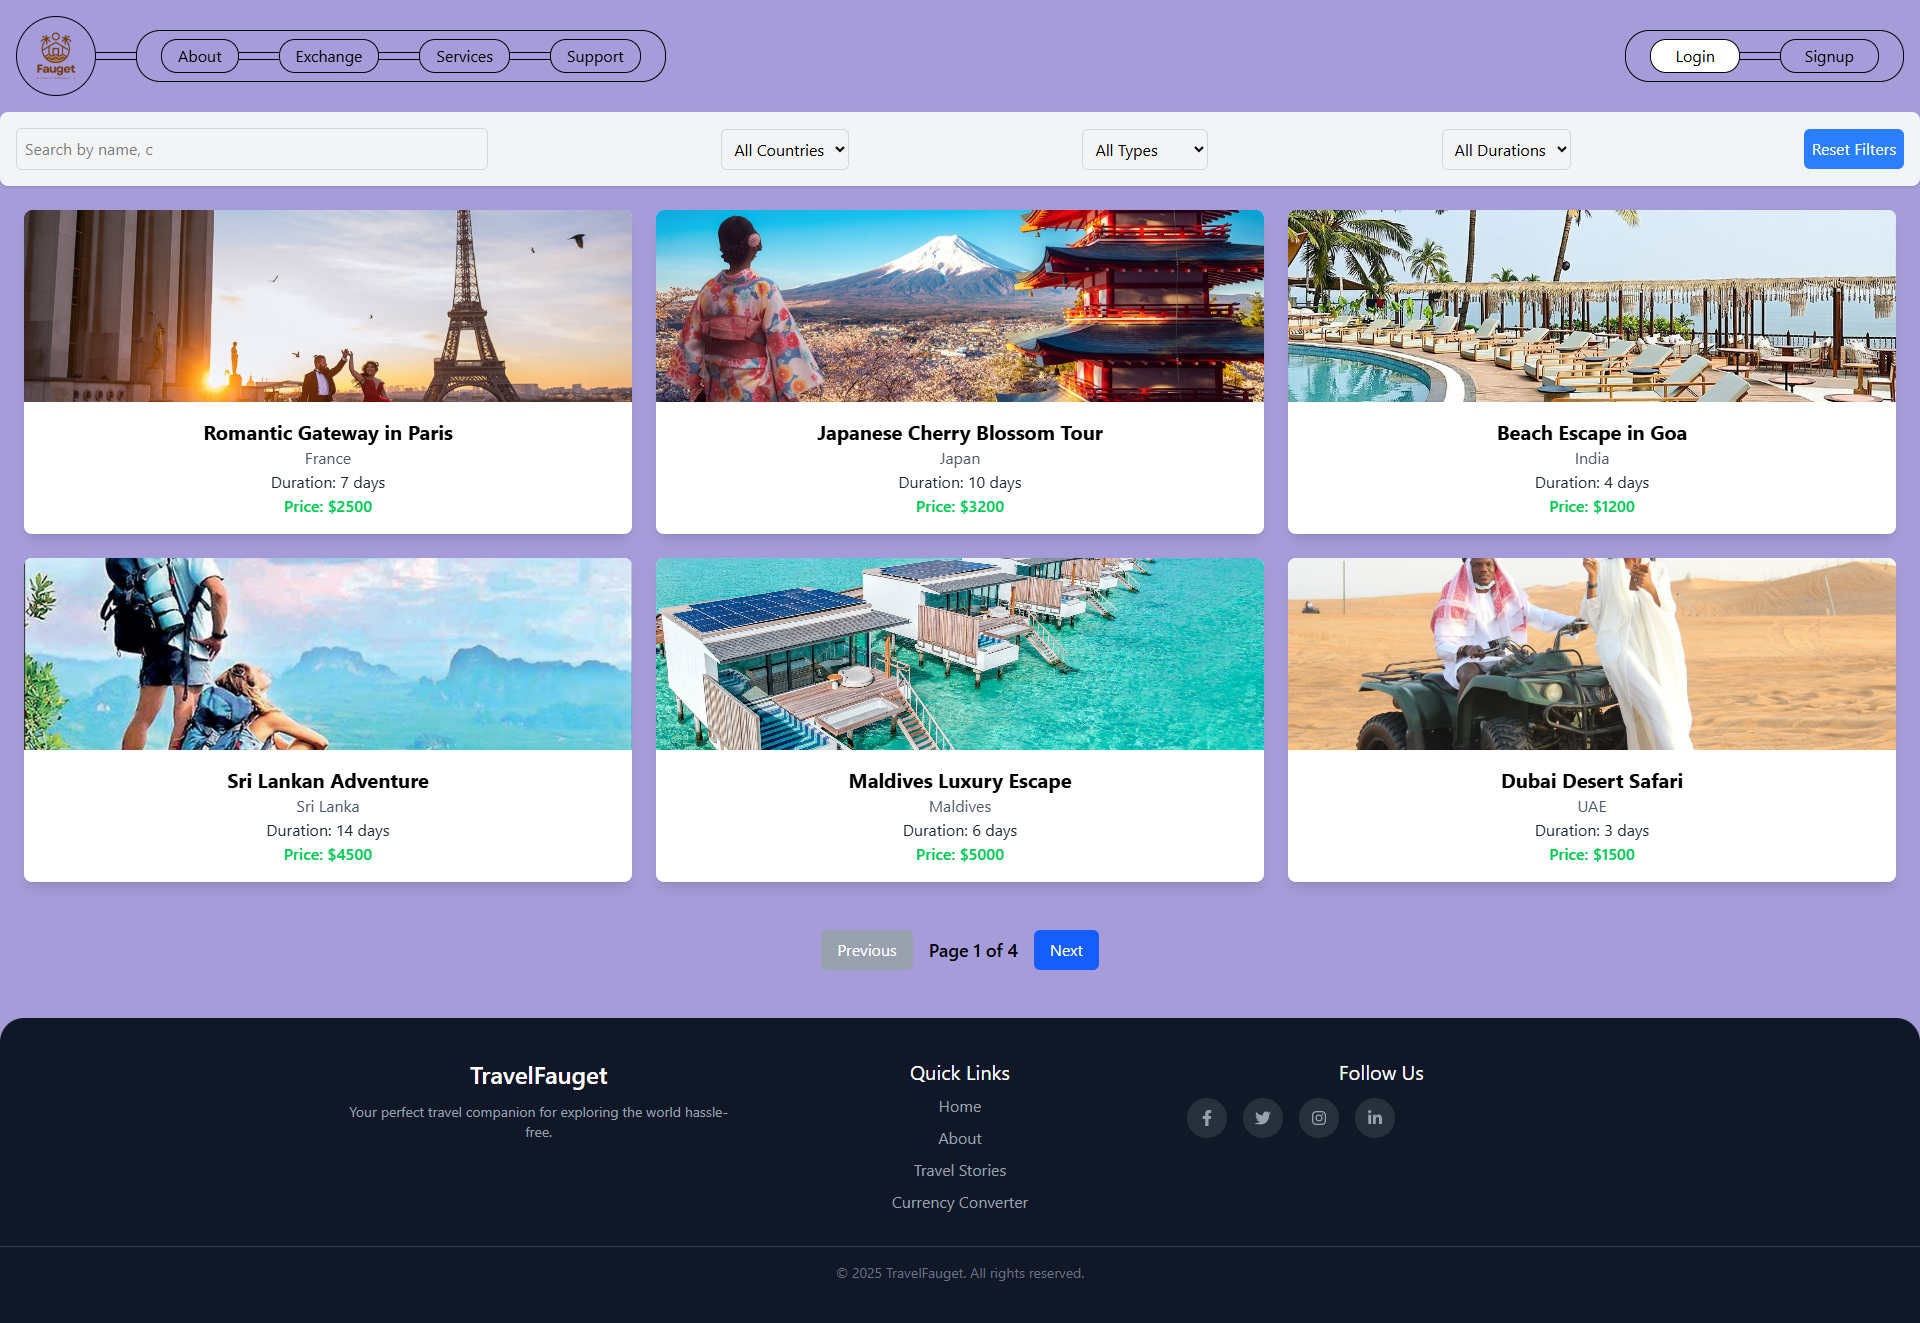 Fauget
About
Exchange
Services
Support
Login
Signup
Search by name, c
All Countries
All Types
All Durations
Reset Filters
Romantic Gateway in Paris
France
Duration: 7 days
Price: $2500
Japanese Cherry Blossom Tour
Japan
Duration: 10 days
Price: $3200
Beach Escape in Goa
India
Duration: 4 days
Price: $1200
Sri Lankan Adventure
Sri Lanka
Duration: 14 days
Price: $4500
Maldives Luxury Escape
Maldives
Duration: 6 days
Price: $5000
Dubai Desert Safari
UAE
Duration: 3 days
Price: $1500
Previous
Page 1 of 4
Next
TravelFauget
Your perfect travel companion for exploring the world hassle-
free.
Quick Links
Home
About
Travel Stories
Currency Converter
Follow Us
© 2025 TravelFauget. All rights reserved.